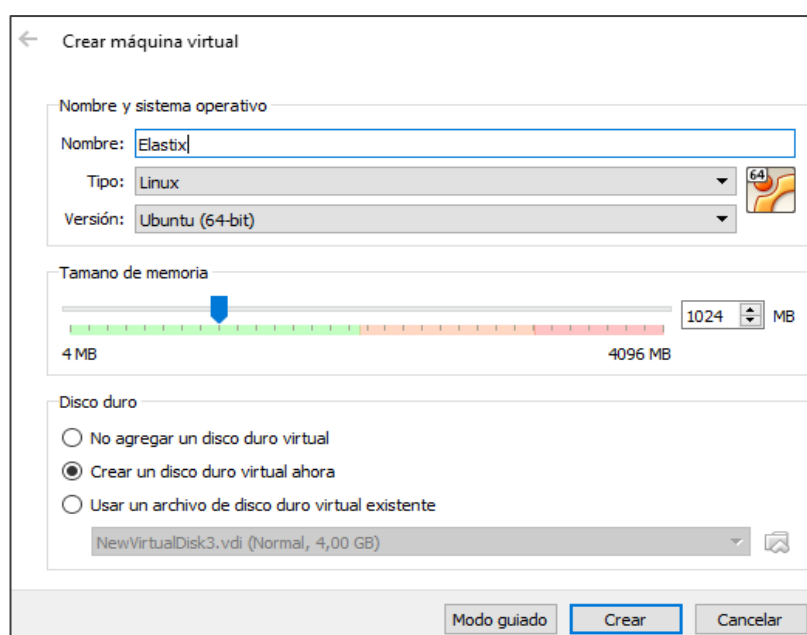 Crear máquina virtual
Nombre y sistema operativo
Nombre: Elastix
Tipo: Linux
64
Versión: Ubuntu (64-bit)
Tamano de memoria
1024 MB
4 MB 4096 MB
Disco duro
No agregar un disco duro virtual
Crear un disco duro virtual ahora
Usar un archivo de disco duro virtual existente
NewVirtualDisk3.vdi (Normal, 4,00 GB)
Modo guiado Crear Cancelar